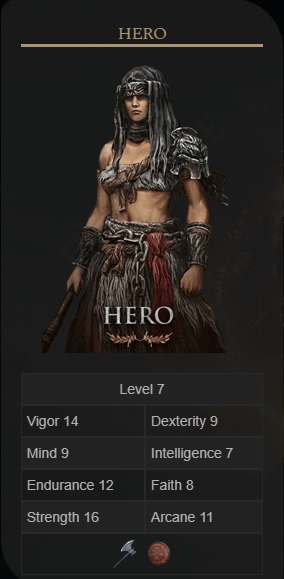 HERO
HERO
Level 7
Vigor 14
Dexterity 9
Mind 9
Intelligence 7
Endurance 12
Faith 8
Strength 16
Arcane 11